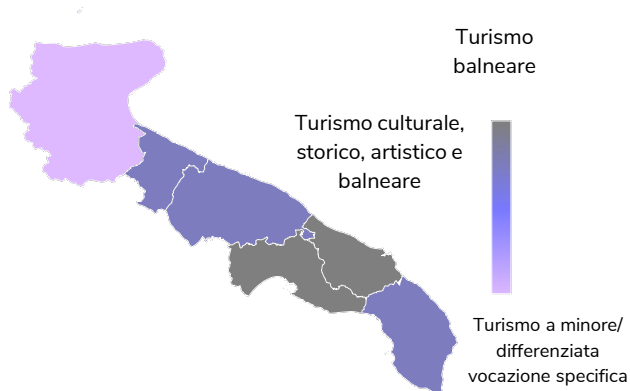 Turismo
balneare
Turismo culturale,
storico, artistico e
balneare
Turismo a minore/
differenziata
vocazione specifica